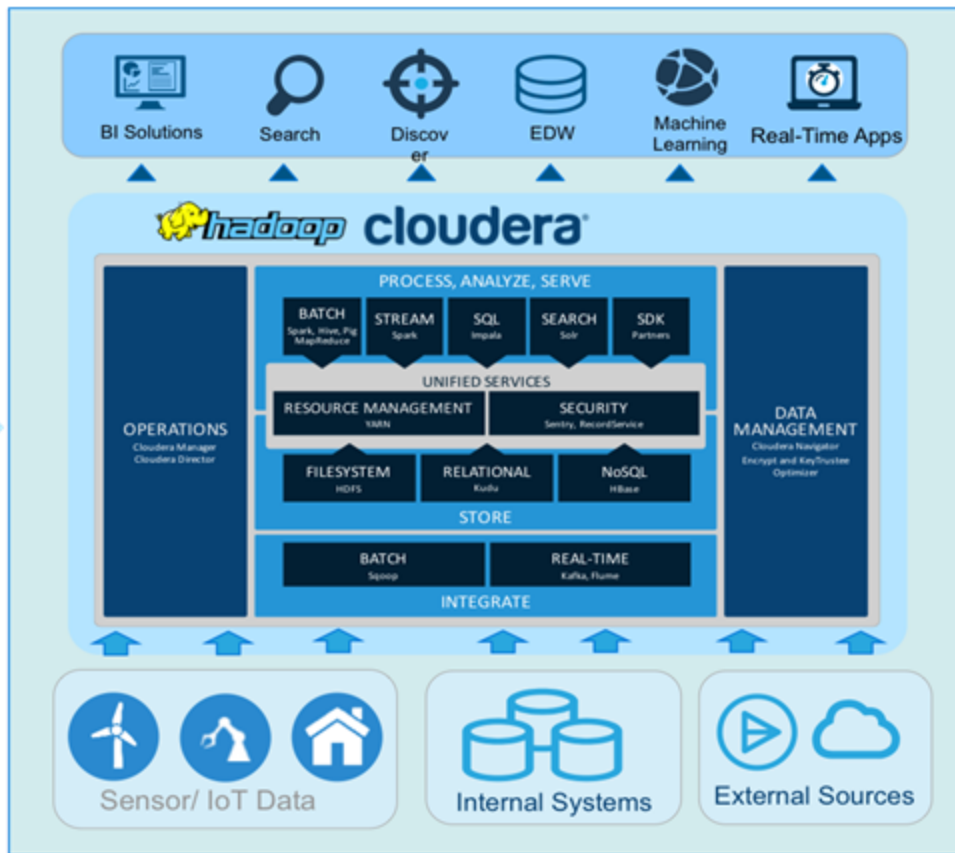 BI Solutions
Search
Discov
er
EDW
Machine
Learning
Real-Time Apps
hadoop cloudera®
PROCESS, ANALYZE, SERVE
BATCH
Spark, Hive, Pig
MapReduce
STREAM
Spark
SQL
Impala
SEARCH
Solr
SDK
Partners
UNIFIED SERVICES
RESOURCE MANAGEMENT
YARN
SECURITY
Sentry, RecordService
OPERATIONS
Cloudera Manager
Cloudera Director
DATA
MANAGEMENT
Cloudera Navigator
Encrypt and KeyTrustee
Optimizer
FILESYSTEM
HDFS
RELATIONAL
Kudu
NoSQL
HBase
STORE
BATCH
Sqoop
REAL-TIME
Kafka, Flume
INTEGRATE
Sensor/ IoT Data
Internal Systems
External Sources